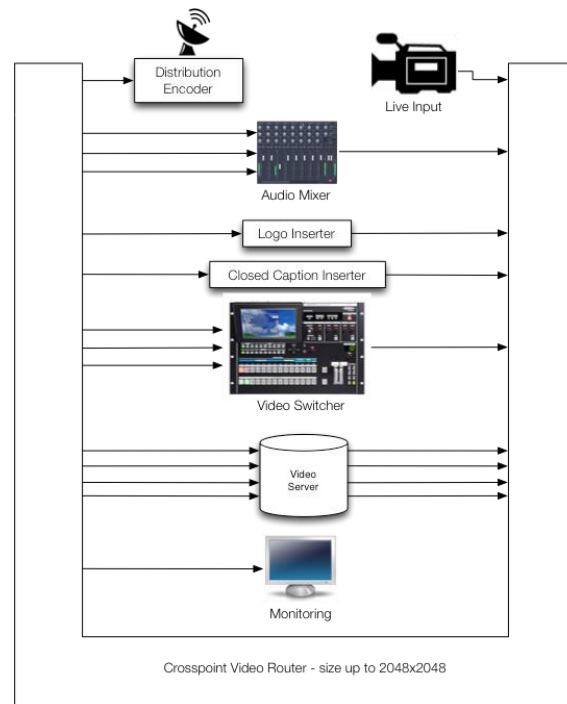 Distribution
Encoder
Live Input
Audio Mixer
Logo Inserter
Closed Caption Inserter
Video Switcher
Video
Server
Monitoring
Crosspoint Video Router - size up to 2048x2048